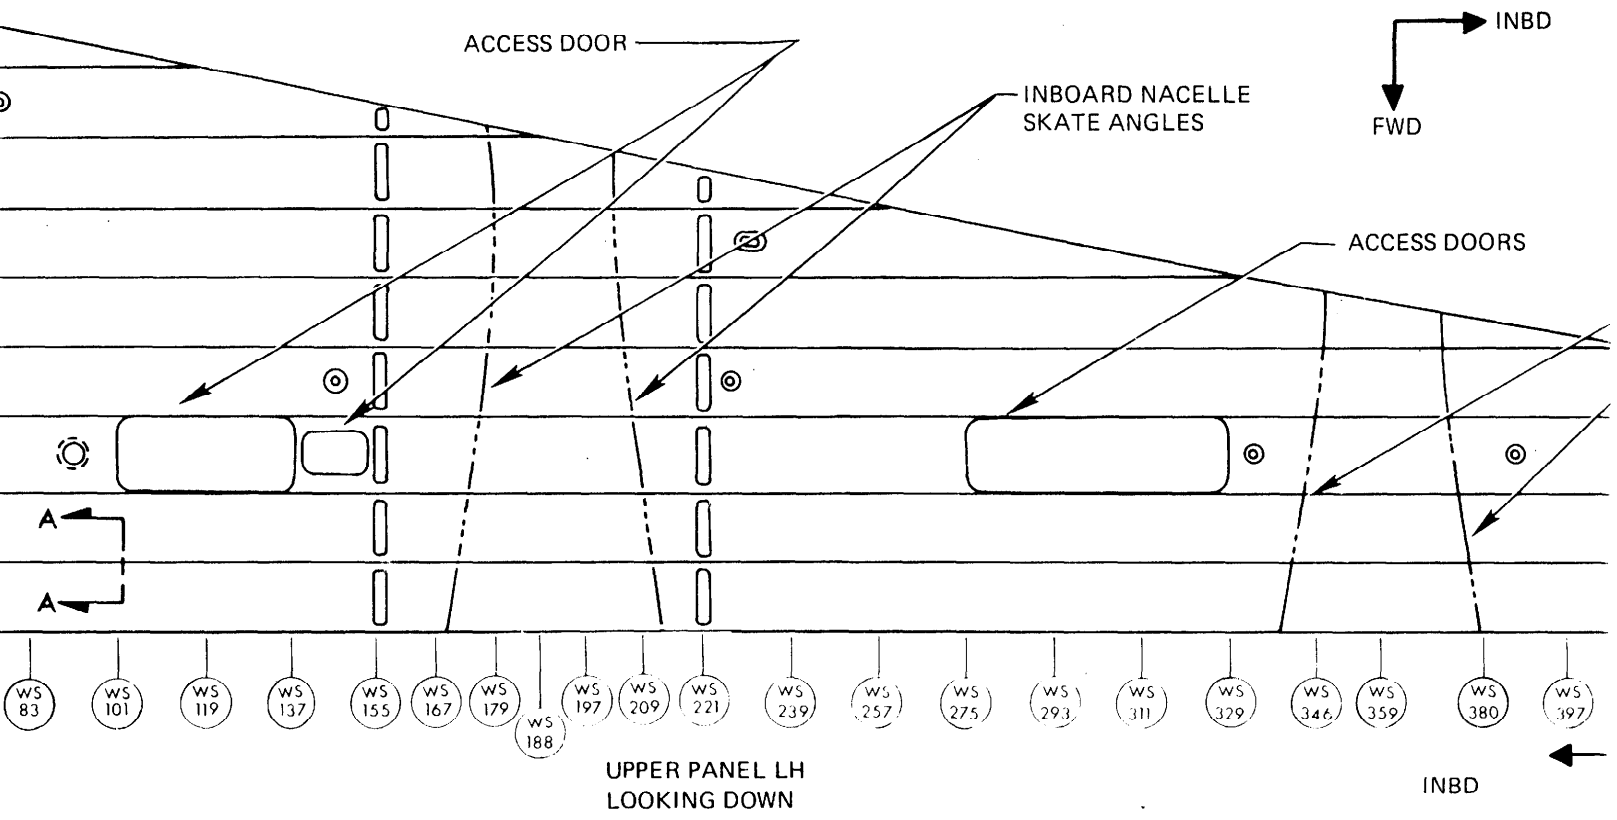 INBD
ACCESS DOOR
INBOARD NACELLE
SKATE ANGLES
FWD
ACCESS DOORS
A
A
WS
83
WS
101
WS
119
WS
137
WS
155
WS
167
WS
179
WS
188
WS
197
WS
209
WS
221
WS
239
WS
257
WS
275
WS
293
WS
311
WS
329
WS
346
WS
359
WS
380
WS
397
UPPER PANEL LH
LOOKING DOWN
INBD